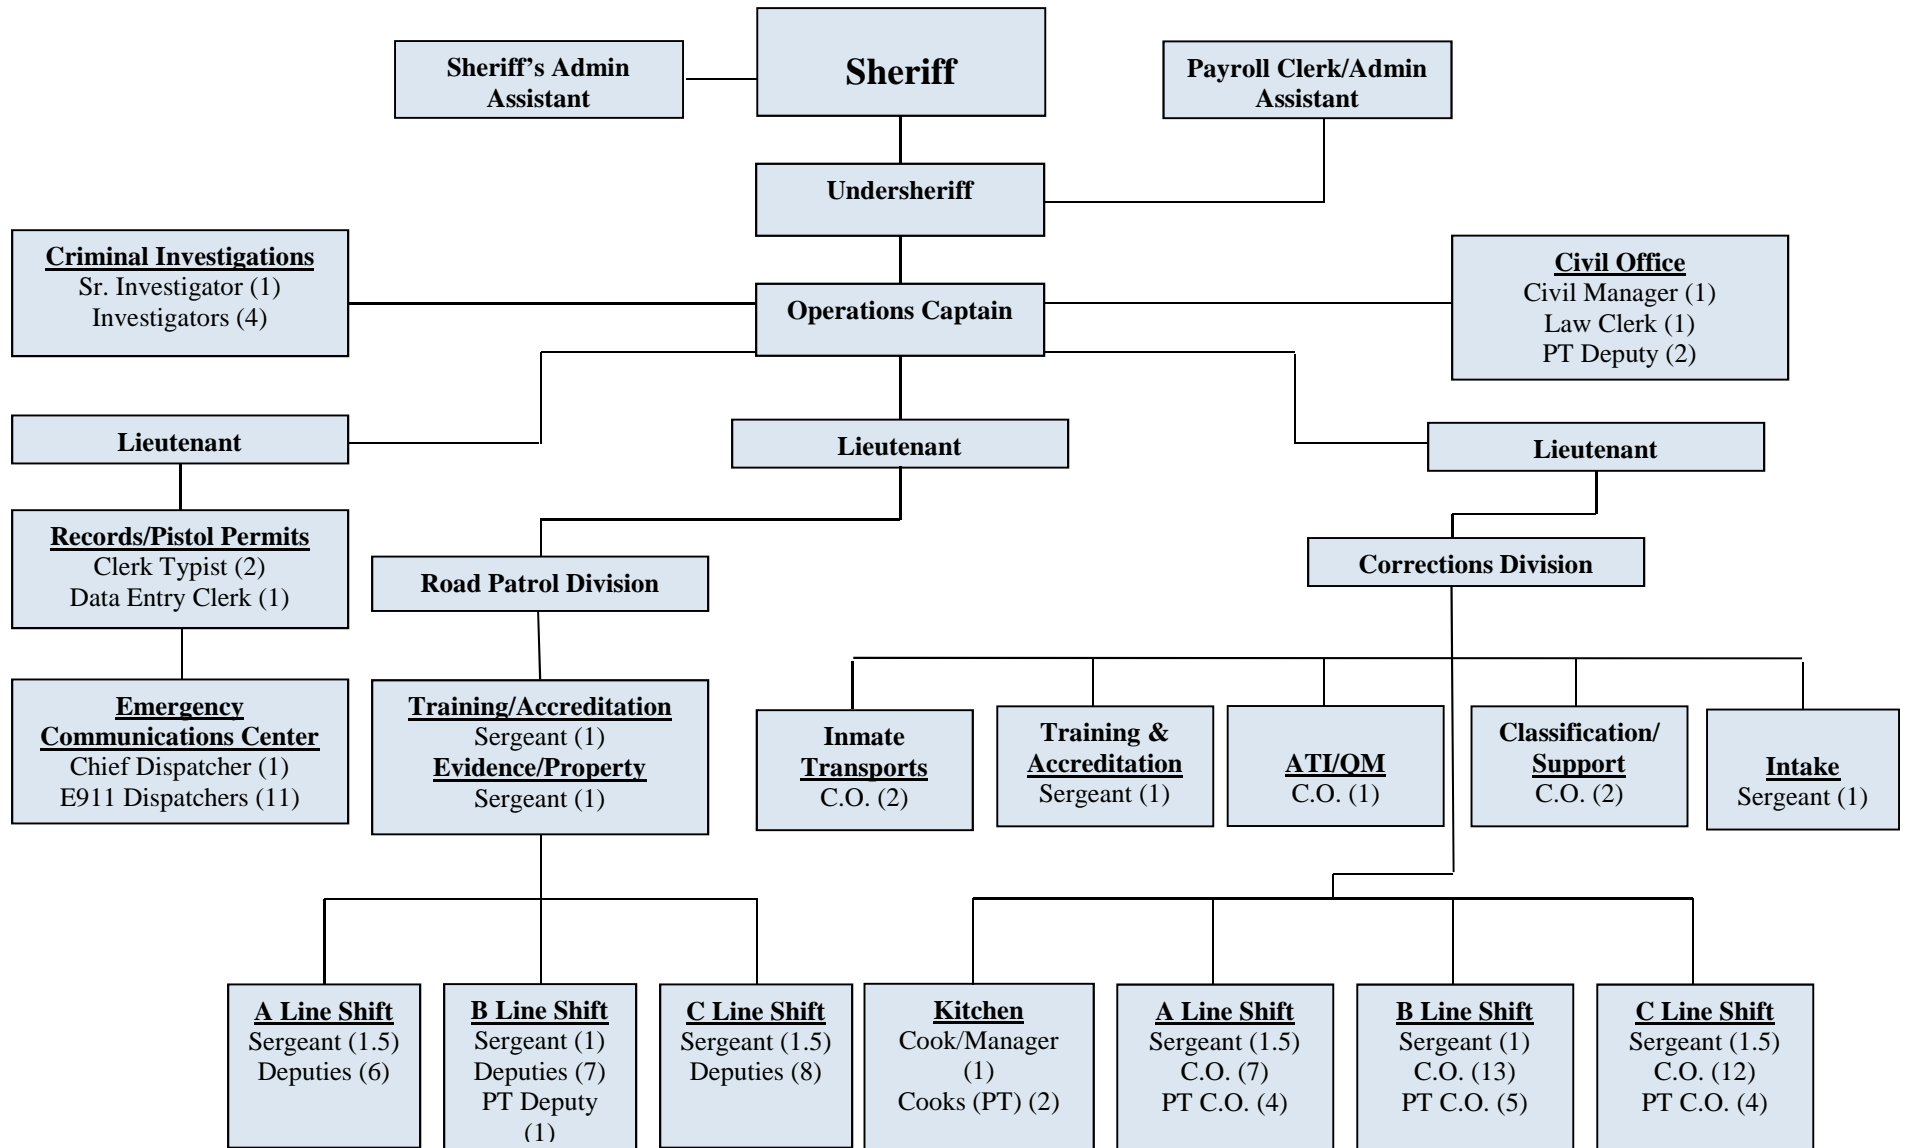 Sheriff’s Admin
Assistant
Sheriff
Payroll Clerk/Admin
Assistant
Undersheriff
Criminal Investigations
Sr. Investigator (1)
Investigators (4)
Operations Captain
Civil Office
Civil Manager (1)
Law Clerk (1)
PT Deputy (2)
Lieutenant
Lieutenant
Lieutenant
Records/Pistol Permits
Clerk Typist (2)
Data Entry Clerk (1)
Road Patrol Division
Corrections Division
Emergency
Communications Center
Chief Dispatcher (1)
E911 Dispatchers (11)
Training/Accreditation
Sergeant (1)
Evidence/Property
Sergeant (1)
Inmate
Transports
C.O. (2)
Training &
Accreditation
Sergeant (1)
ATI/QM
C.O. (1)
Classification/
Support
C.O. (2)
Intake
Sergeant (1)
A Line Shift
Sergeant (1.5)
Deputies (6)
B Line Shift
Sergeant (1)
Deputies (7)
PT Deputy
(1)
C Line Shift
Sergeant (1.5)
Deputies (8)
Kitchen
Cook/Manager
(1)
Cooks (PT) (2)
A Line Shift
Sergeant (1.5)
C.O. (7)
PT C.O. (4)
B Line Shift
Sergeant (1)
C.O. (13)
PT C.O. (5)
C Line Shift
Sergeant (1.5)
C.O. (12)
PT C.O. (4)